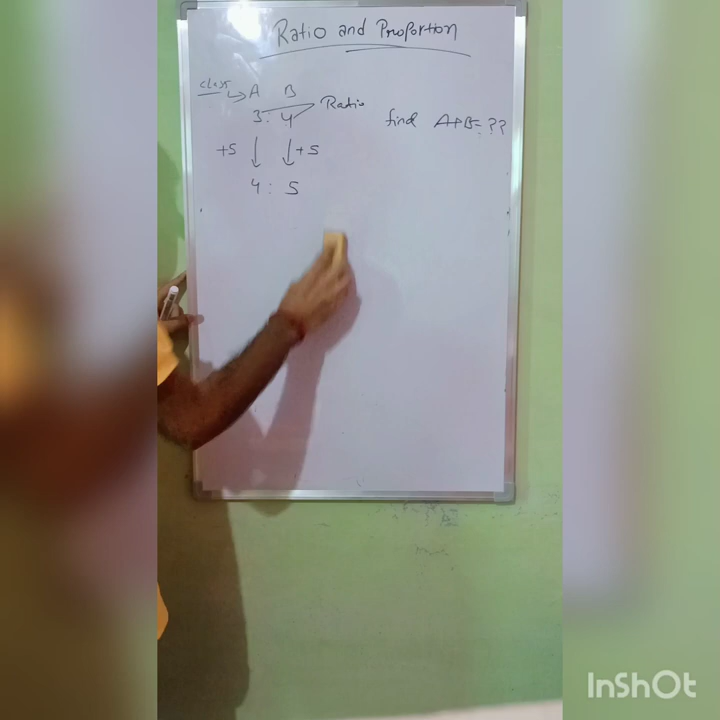 Ratio and Proportion
class → A B
3 : 4 Ratio
find A+B= ??
+5 +5
4 : 5
InShOt